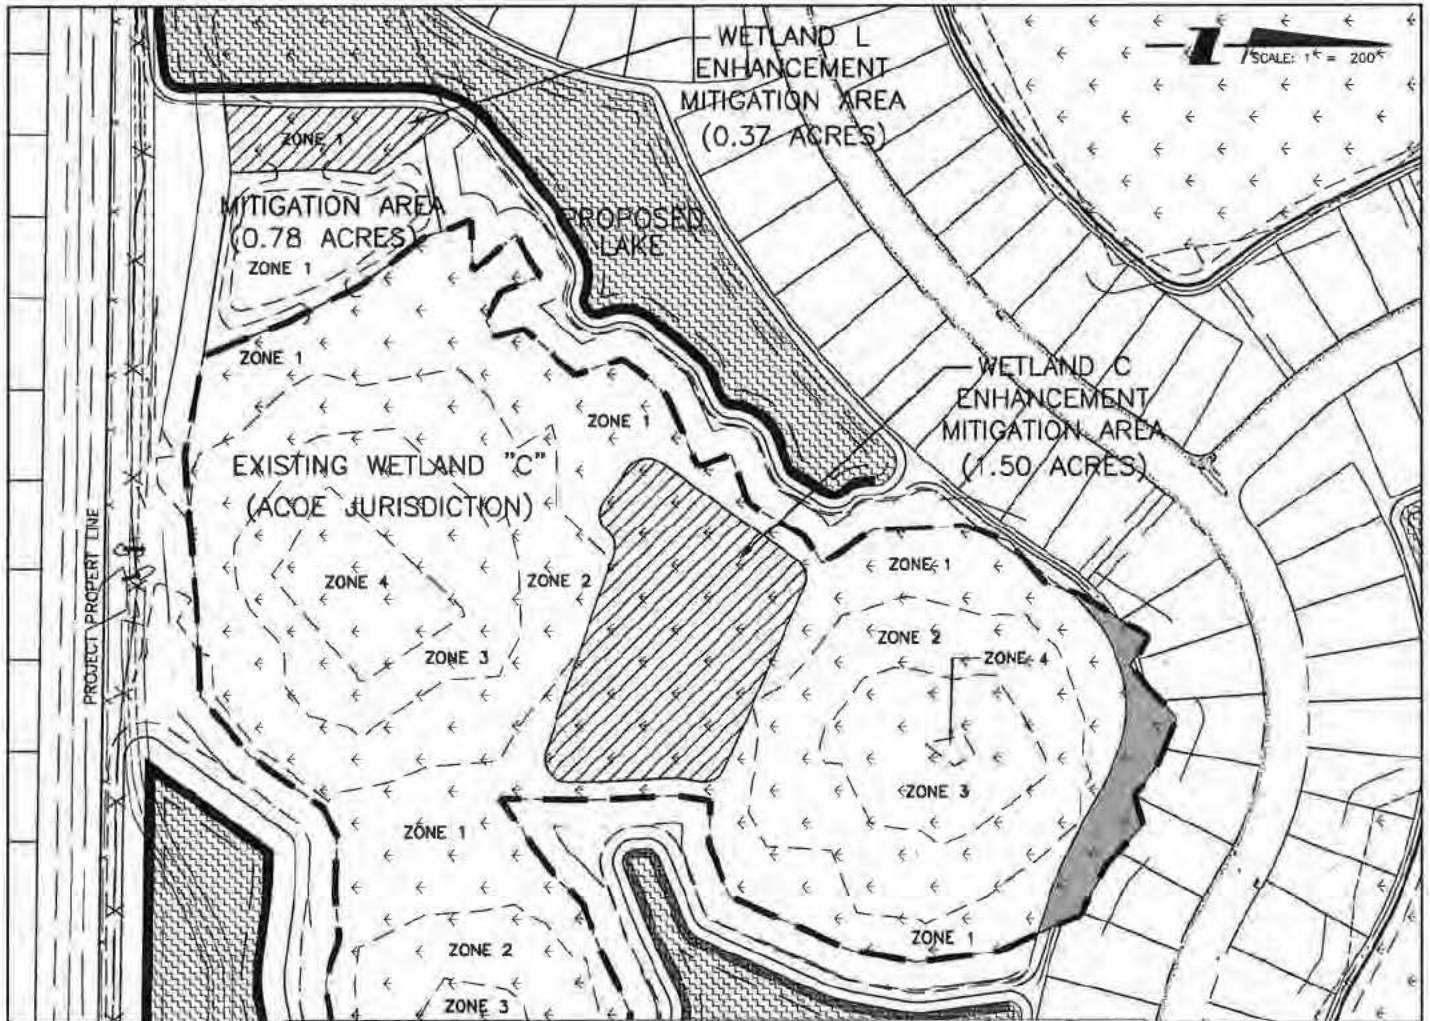 WETLAND L
ENHANCEMENT
MITIGATION AREA
(0.37 ACRES)
SCALE: 1" = 200'
ZONE 1
MITIGATION AREA
(0.78 ACRES)
ZONE 1
PROPOSED
LAKE
ZONE 1
WETLAND C
ENHANCEMENT
MITIGATION AREA
(1.50 ACRES)
ZONE 1
EXISTING WETLAND "C"
(ACOE JURISDICTION)
ZONE 4
ZONE 2
ZONE 3
ZONE 1
ZONE 2
ZONE 4
ZONE 3
PROJECT PROPERTY LINE
ZONE 1
ZONE 1
ZONE 2
ZONE 3